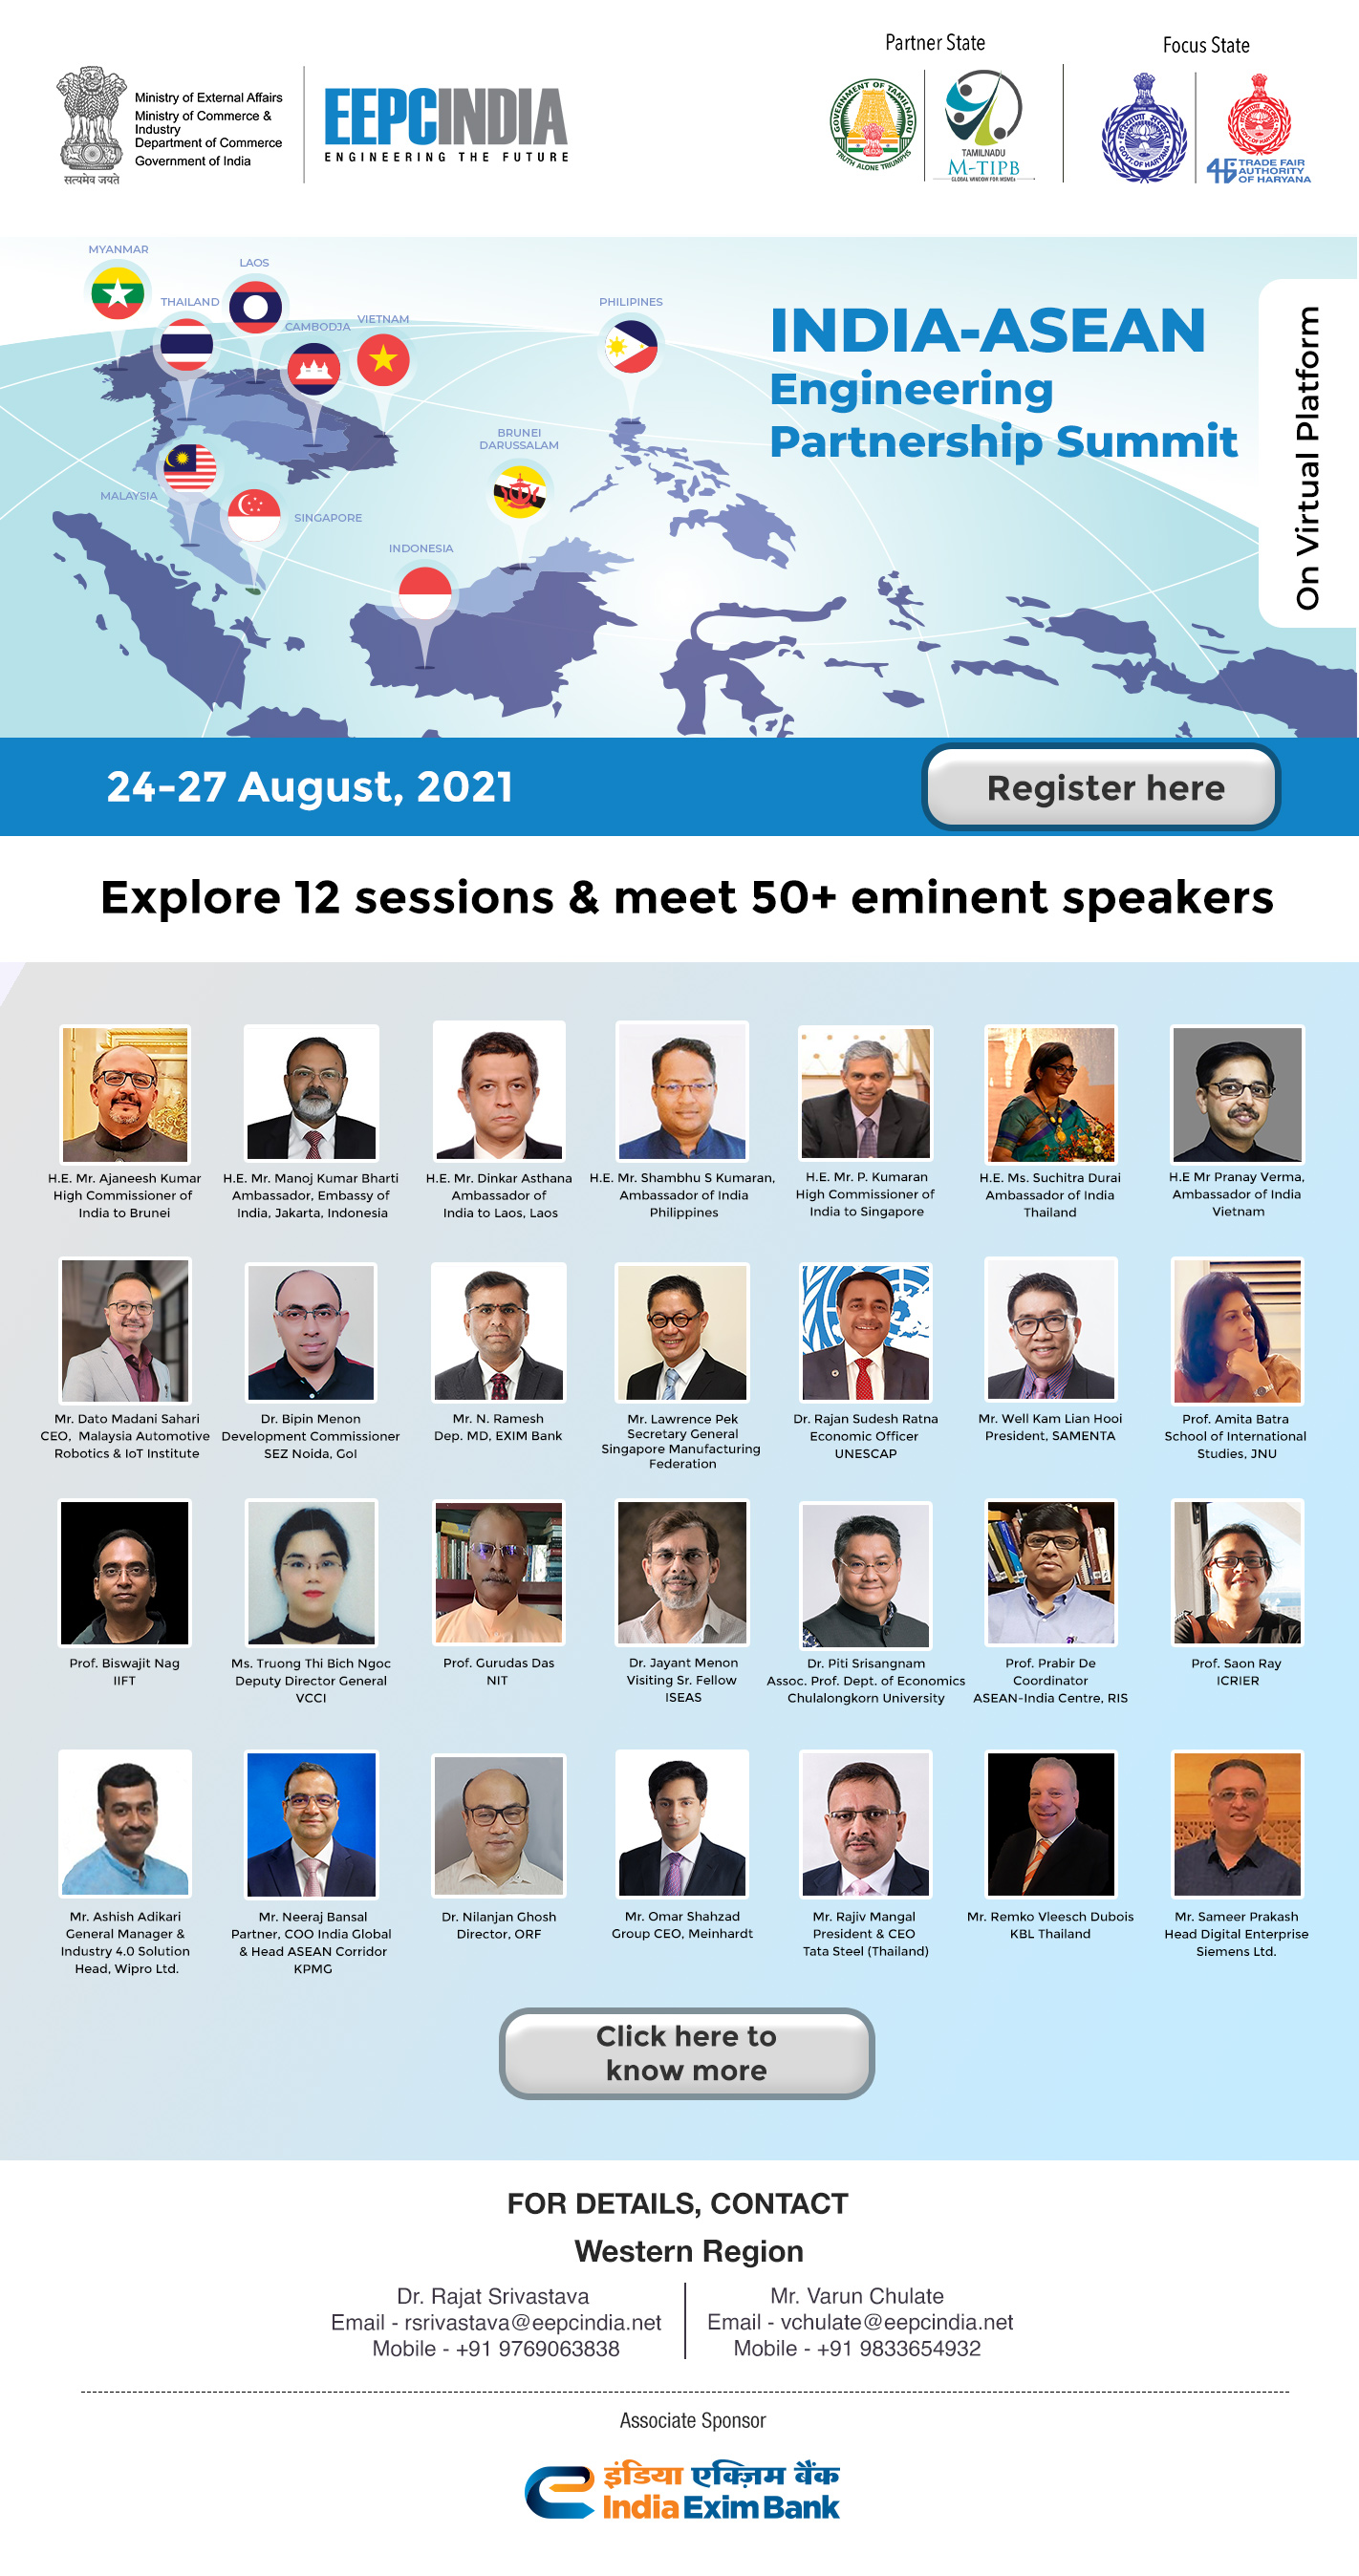 Partner State
Focus State
Ministry of External Affairs
Ministry of Commerce &
Industry
Department of Commerce
Government of India
सत्यमेव जयते
EEPCINDIA
ENGINEERING THE FUTURE
GOVERNMENT OF TAMILNADU
TRUTH ALONE TRIUMPHS
TAMILNADU
M-TIPB
GLOBAL WINDOW FOR MSMEs
GOVT. OF HARYANA
TRADE FAIR
AUTHORITY
OF HARYANA
MYANMAR
LAOS
THAILAND
CAMBODJA
VIETNAM
PHILIPINES
BRUNEI
DARUSSALAM
MALAYSIA
SINGAPORE
INDONESIA
INDIA-ASEAN
Engineering
Partnership Summit
On Virtual Platform
24-27 August, 2021
Register here
Explore 12 sessions & meet 50+ eminent speakers
H.E. Mr. Ajaneesh Kumar
High Commissioner of
India to Brunei
H.E. Mr. Manoj Kumar Bharti
Ambassador, Embassy of
India, Jakarta, Indonesia
H.E. Mr. Dinkar Asthana
Ambassador of
India to Laos, Laos
H.E. Mr. Shambhu S Kumaran,
Ambassador of India
Philippines
H.E. Mr. P. Kumaran
High Commissioner of
India to Singapore
H.E. Ms. Suchitra Durai
Ambassador of India
Thailand
H.E Mr Pranay Verma,
Ambassador of India
Vietnam
Mr. Dato Madani Sahari
CEO, Malaysia Automotive
Robotics & IoT Institute
Dr. Bipin Menon
Development Commissioner
SEZ Noida, GoI
Mr. N. Ramesh
Dep. MD, EXIM Bank
Mr. Lawrence Pek
Secretary General
Singapore Manufacturing
Federation
Dr. Rajan Sudesh Ratna
Economic Officer
UNESCAP
Mr. Well Kam Lian Hooi
President, SAMENTA
Prof. Amita Batra
School of International
Studies, JNU
Prof. Biswajit Nag
IIFT
Ms. Truong Thi Bich Ngoc
Deputy Director General
VCCI
Prof. Gurudas Das
NIT
Dr. Jayant Menon
Visiting Sr. Fellow
ISEAS
Dr. Piti Srisangnam
Assoc. Prof. Dept. of Economics
Chulalongkorn University
Prof. Prabir De
Coordinator
ASEAN-India Centre, RIS
Prof. Saon Ray
ICRIER
Mr. Ashish Adikari
General Manager &
Industry 4.0 Solution
Head, Wipro Ltd.
Mr. Neeraj Bansal
Partner, COO India Global
& Head ASEAN Corridor
KPMG
Dr. Nilanjan Ghosh
Director, ORF
Mr. Omar Shahzad
Group CEO, Meinhardt
Mr. Rajiv Mangal
President & CEO
Tata Steel (Thailand)
Mr. Remko Vleesch Dubois
KBL Thailand
Mr. Sameer Prakash
Head Digital Enterprise
Siemens Ltd.
Click here to
know more
FOR DETAILS, CONTACT
Western Region
Dr. Rajat Srivastava
Email - rsrivastava@eepcindia.net
Mobile - +91 9769063838
Mr. Varun Chulate
Email - vchulate@eepcindia.net
Mobile - +91 9833654932
Associate Sponsor
इंडिया एक्ज़िम बैंक
India Exim Bank